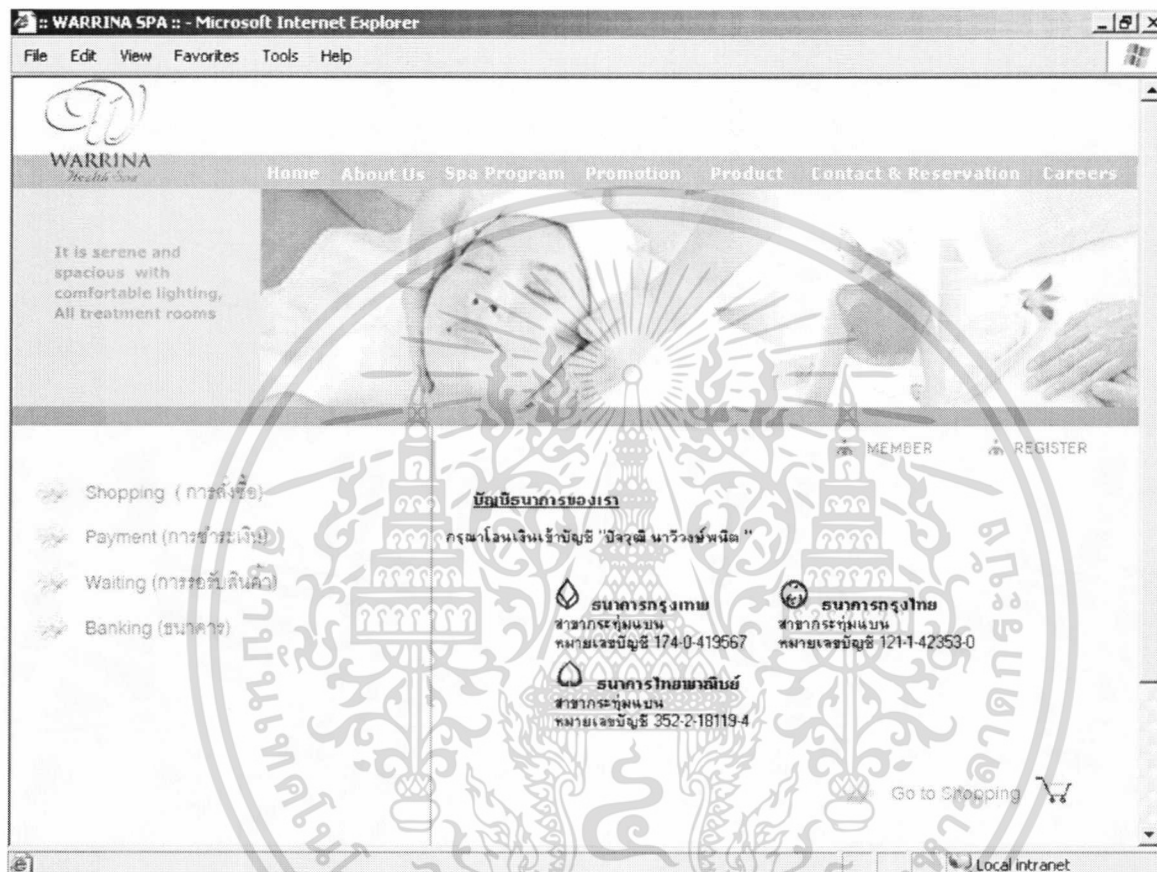 :: WARRINA SPA :: - Microsoft Internet Explorer
File Edit View Favorites Tools Help
WARRINA
Health Spa
Home About Us Spa Program Promotion Product Contact & Reservation Careers
It is serene and
spacious with
comfortable lighting,
All treatment rooms
MEMBER REGISTER
Shopping ( การสั่งซื้อ)
Payment (การชำระเงิน)
Waiting (การรอรับสินค้า)
Banking (ธนาคาร)
บัญชีธนาคารของเรา
กรุณาโอนเงินเข้าบัญชี "ปิจวุฒิ นาวีวงษ์พนิต "
ธนาคารกรุงเทพ
สาขากระทุ่มแบน
หมายเลขบัญชี 174-0-419567
ธนาคารกรุงไทย
สาขากระทุ่มแบน
หมายเลขบัญชี 121-1-42353-0
ธนาคารไทยพาณิชย์
สาขากระทุ่มแบน
หมายเลขบัญชี 352-2-18119-4
Go to Shopping
Local intranet